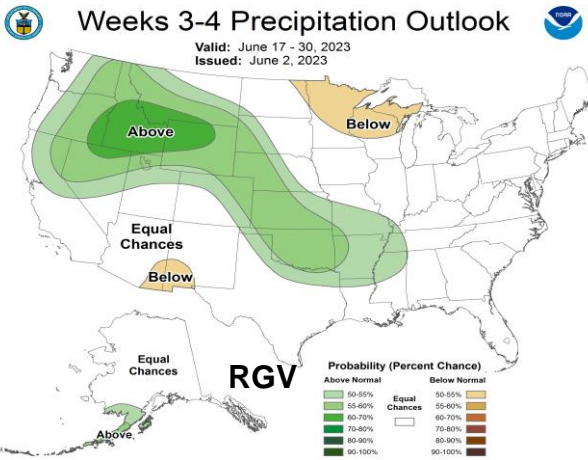 Weeks 3-4 Precipitation Outlook
NOAA
Valid: June 17 - 30, 2023
Issued: June 2, 2023
Above
Below
Equal
Chances
Below
Equal
Chances
RGV
Above
Probability (Percent Chance)
Above Normal
Below Normal
50-55%
55-60%
60-70%
70-80%
80-90%
90-100%
Equal
Chances
50-55%
55-60%
60-70%
70-80%
80-90%
90-100%